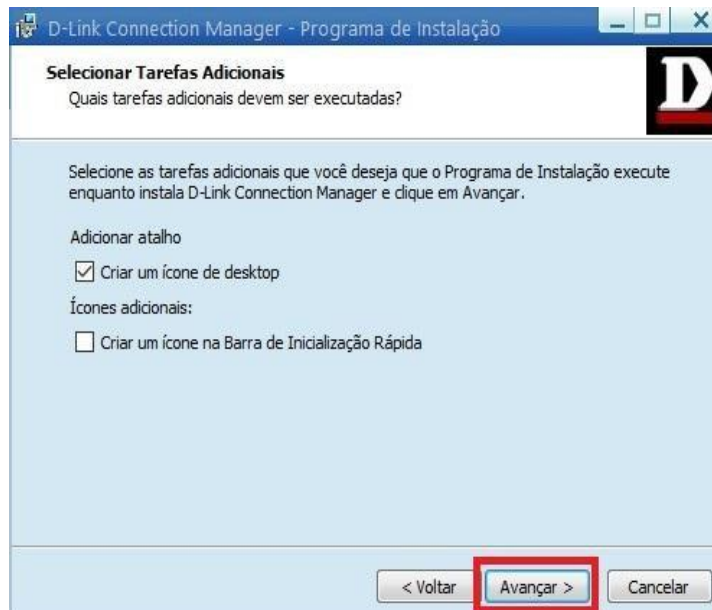 D-Link Connection Manager - Programa de Instalação
Selecionar Tarefas Adicionais
Quais tarefas adicionais devem ser executadas?
D
Selecione as tarefas adicionais que você deseja que o Programa de Instalação execute
enquanto instala D-Link Connection Manager e clique em Avançar.
Adicionar atalho
Criar um ícone de desktop
Ícones adicionais:
Criar um ícone na Barra de Inicialização Rápida
< Voltar
Avançar >
Cancelar